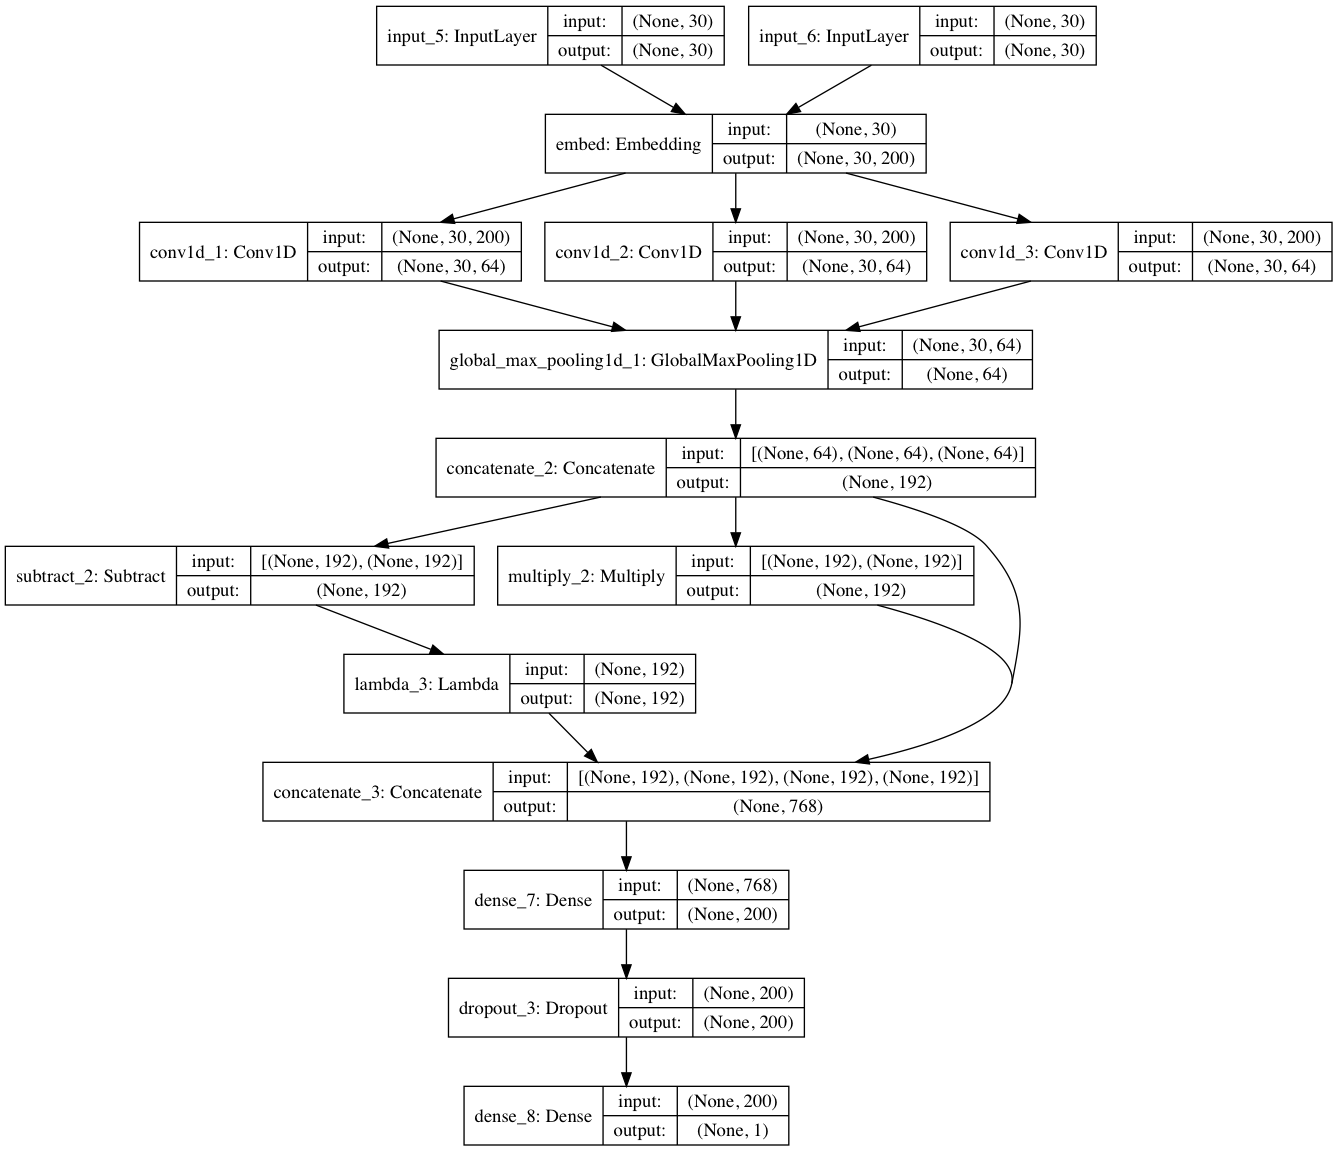 input_5: InputLayer
input:
(None, 30)
output:
(None, 30)
input_6: InputLayer
input:
(None, 30)
output:
(None, 30)
embed: Embedding
input:
(None, 30)
output:
(None, 30, 200)
conv1d_1: Conv1D
input:
(None, 30, 200)
output:
(None, 30, 64)
conv1d_2: Conv1D
input:
(None, 30, 200)
output:
(None, 30, 64)
conv1d_3: Conv1D
input:
(None, 30, 200)
output:
(None, 30, 64)
global_max_pooling1d_1: GlobalMaxPooling1D
input:
(None, 30, 64)
output:
(None, 64)
concatenate_2: Concatenate
input:
[(None, 64), (None, 64), (None, 64)]
output:
(None, 192)
subtract_2: Subtract
input:
[(None, 192), (None, 192)]
output:
(None, 192)
multiply_2: Multiply
input:
[(None, 192), (None, 192)]
output:
(None, 192)
lambda_3: Lambda
input:
(None, 192)
output:
(None, 192)
concatenate_3: Concatenate
input:
[(None, 192), (None, 192), (None, 192), (None, 192)]
output:
(None, 768)
dense_7: Dense
input:
(None, 768)
output:
(None, 200)
dropout_3: Dropout
input:
(None, 200)
output:
(None, 200)
dense_8: Dense
input:
(None, 200)
output:
(None, 1)